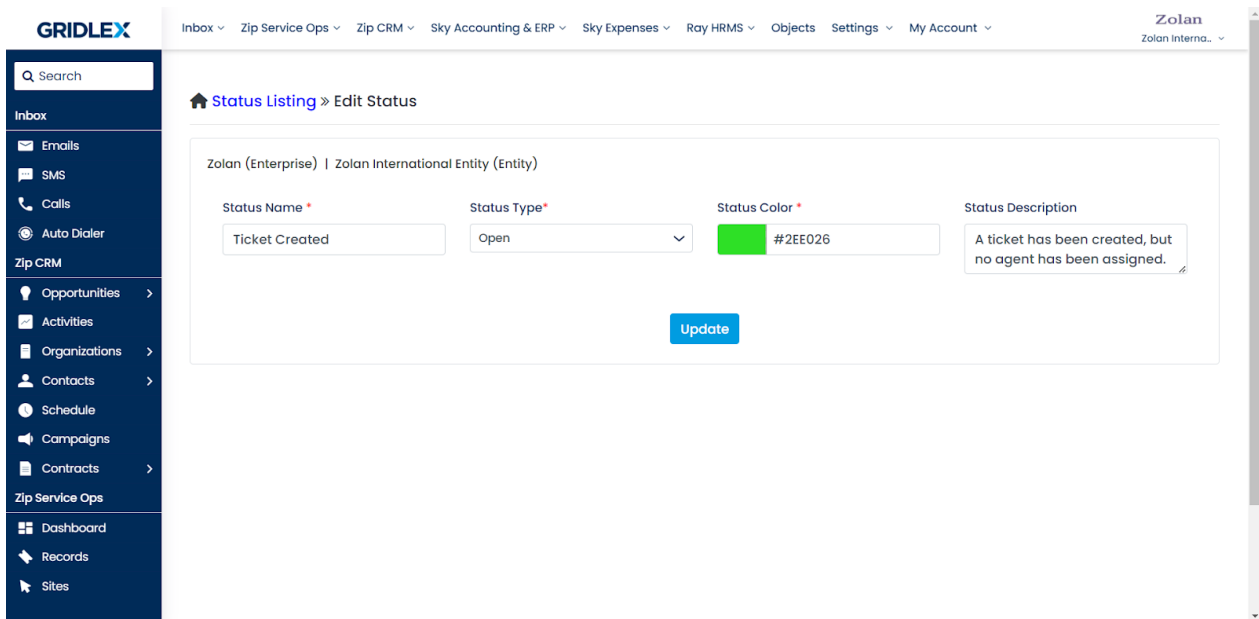 GRIDLEX
Inbox Zip Service Ops Zip CRM Sky Accounting & ERP Sky Expenses Ray HRMS Objects Settings My Account
Zolan
Zolan Interna..
Search
Inbox
Emails
SMS
Calls
Auto Dialer
Zip CRM
Opportunities
Activities
Organizations
Contacts
Schedule
Campaigns
Contracts
Zip Service Ops
Dashboard
Records
Sites
Status Listing » Edit Status
Zolan (Enterprise) | Zolan International Entity (Entity)
Status Name *
Ticket Created
Status Type*
Open
Status Color *
#2EE026
Status Description
A ticket has been created, but
no agent has been assigned.
Update